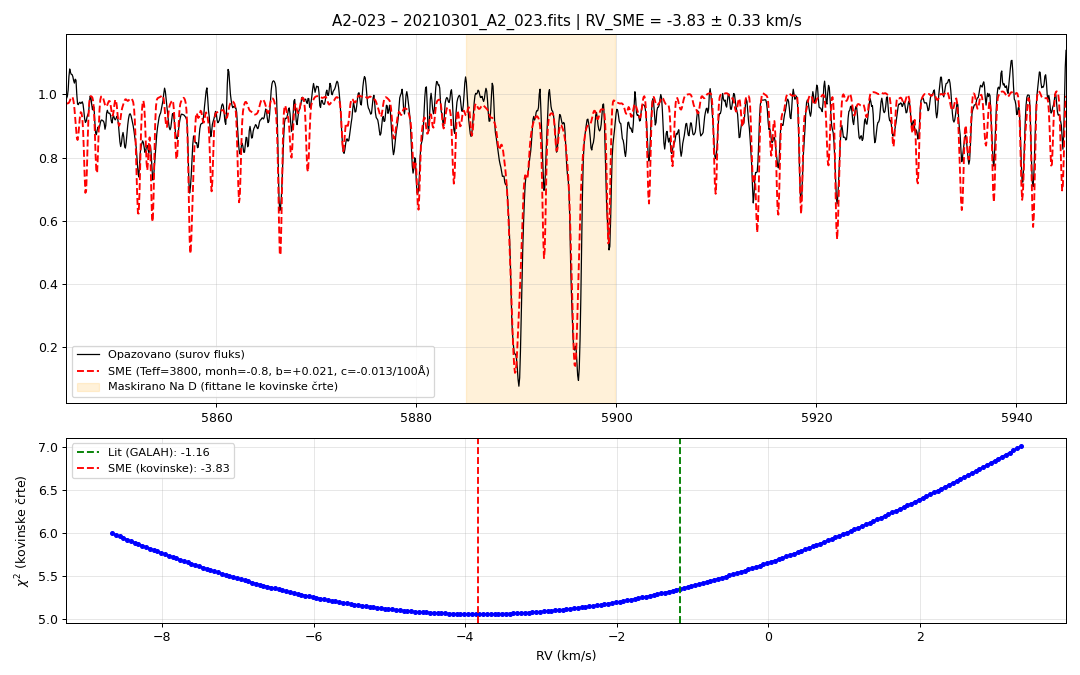 A2-023 – 20210301_A2_023.fits | RV_SME = -3.83 ± 0.33 km/s
1.0
0.8
0.6
0.4
0.2
Opazovano (surov fluks)
SME (Teff=3800, monh=-0.8, b=+0.021, c=-0.013/100Å)
Maskirano Na D (fittane le kovinske črte)
5860 5880 5900 5920 5940
7.0
6.5
6.0
5.5
5.0
χ² (kovinske črte)
Lit (GALAH): -1.16
SME (kovinske): -3.83
−8 −6 −4 −2 0 2
RV (km/s)